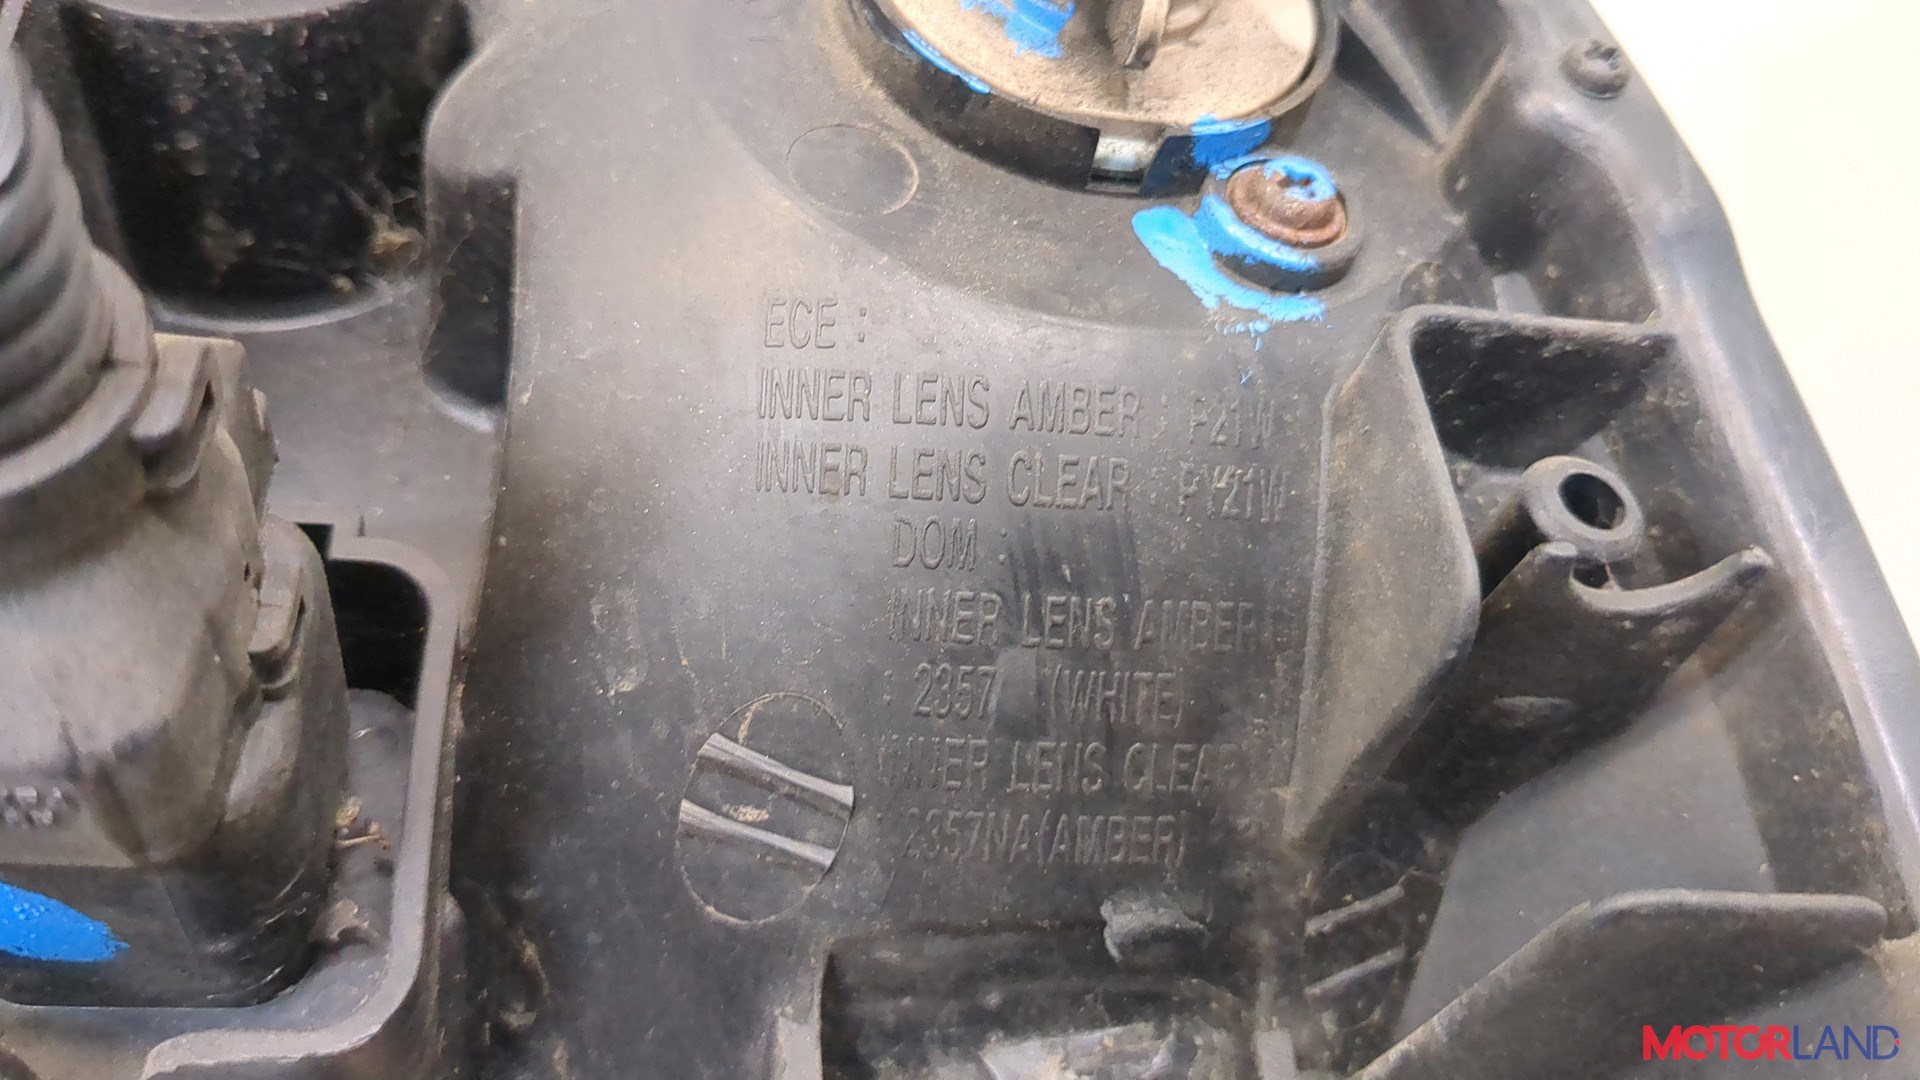 ECE :
INNER LENS AMBER : P21W
INNER LENS CLEAR : PY21W
DOM :
INNER LENS AMBER
: 2357 (WHITE)
INNER LENS CLEAR
: 2357NA(AMBER)
MOTORLAND